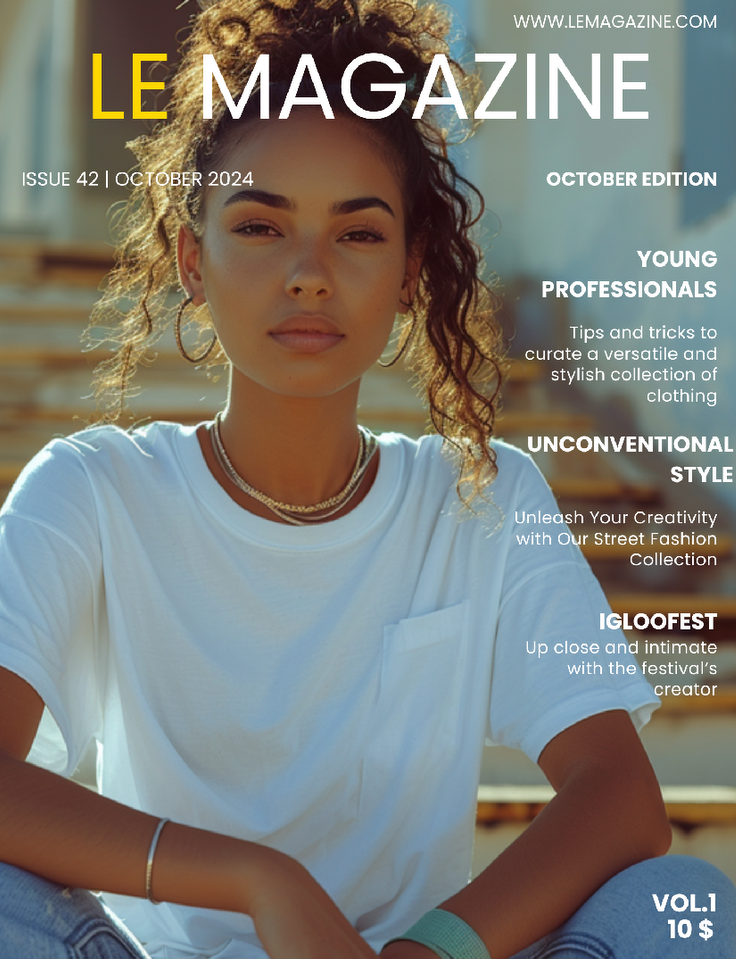 WWW.LEMAGAZINE.COM
LE MAGAZINE
ISSUE 42 | OCTOBER 2024
OCTOBER EDITION
YOUNG
PROFESSIONALS
Tips and tricks to
curate a versatile and
stylish collection of
clothing
UNCONVENTIONAL
STYLE
Unleash Your Creativity
with Our Street Fashion
Collection
IGLOOFEST
Up close and intimate
with the festival’s
creator
VOL.1
10 $